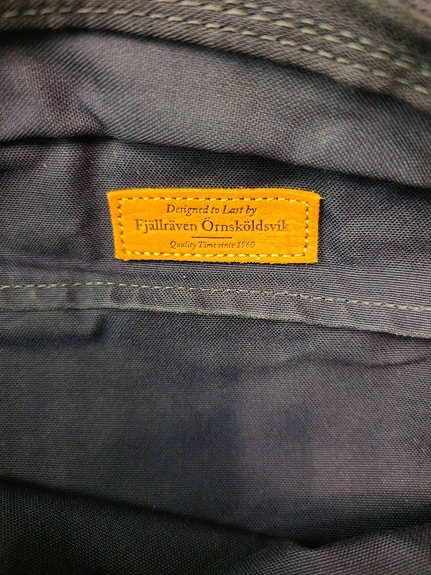 Designed to Last by
Fjällräven Örnsköldsvik
Quality Time since 1960